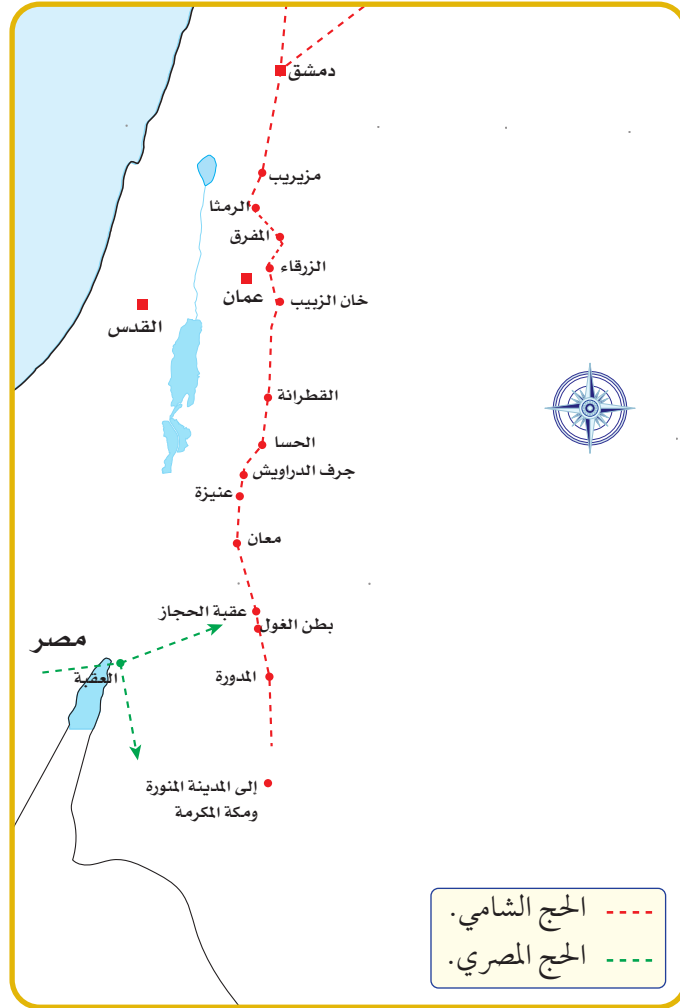 دمشق
مزيريب
الرمثا
المفرق
الزرقاء
عمان
خان الزبيب
القدس
القطرانة
الحسا
جرف الدراويش
عنيزة
معان
عقبة الحجاز
بطن الغول
مصر
العقبة
المدورة
إلى المدينة المنورة
ومكة المكرمة
الحج الشامي.
الحج المصري.